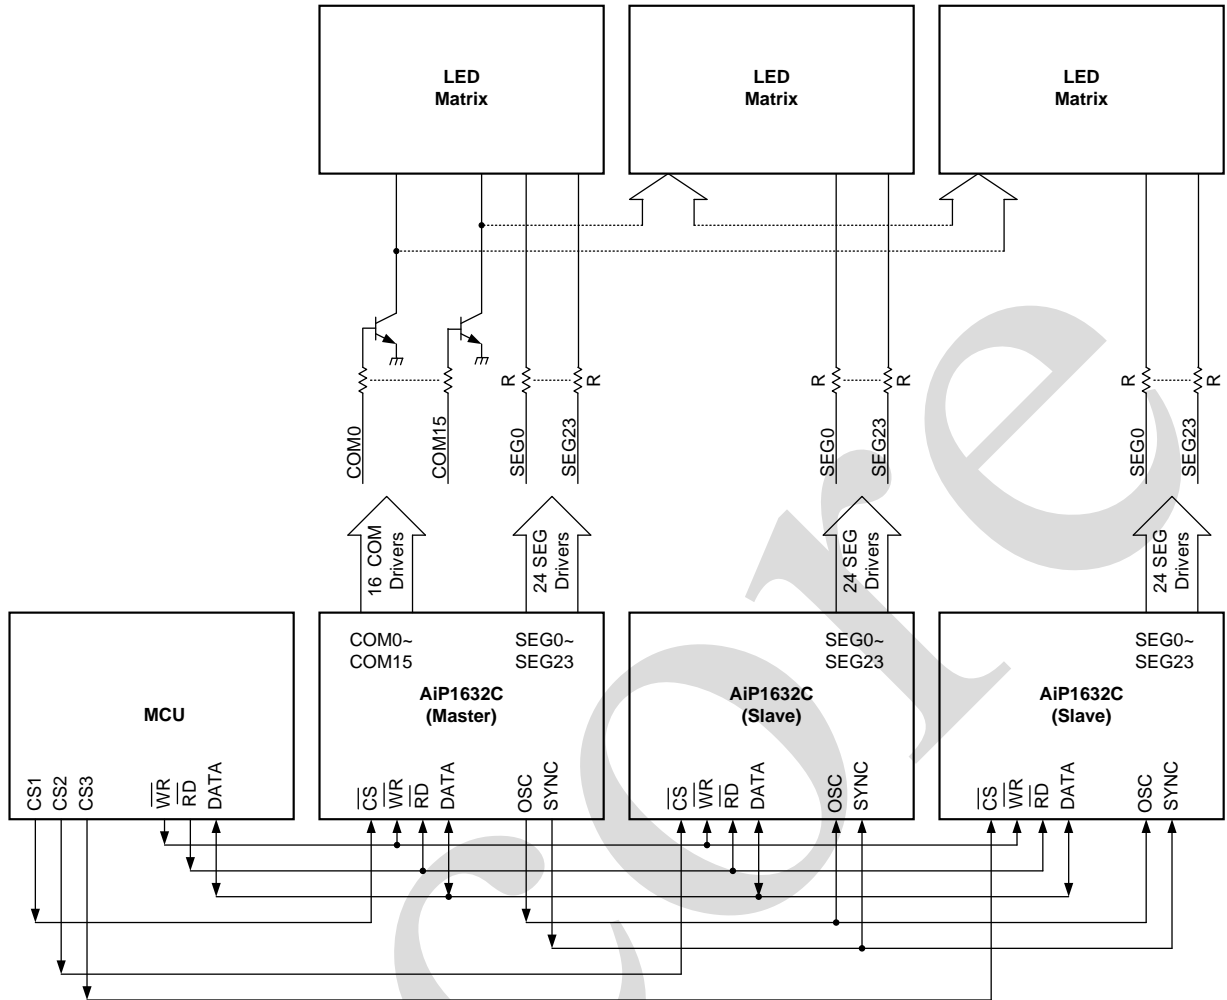 LED
Matrix
LED
Matrix
LED
Matrix
COM0
COM15
R
SEG0
R
SEG23
R
SEG0
R
SEG23
R
SEG0
R
SEG23
16 COM
Drivers
24 SEG
Drivers
24 SEG
Drivers
24 SEG
Drivers
MCU
CS1
CS2
CS3
WR
RD
DATA
COM0~
COM15
SEG0~
SEG23
AiP1632C
(Master)
CS
WR
RD
DATA
OSC
SYNC
SEG0~
SEG23
AiP1632C
(Slave)
CS
WR
RD
DATA
OSC
SYNC
SEG0~
SEG23
AiP1632C
(Slave)
CS
WR
RD
DATA
OSC
SYNC
core